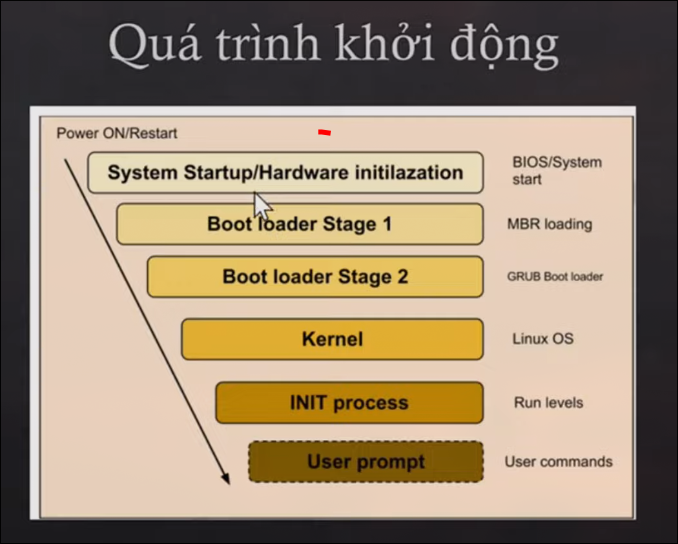 Quá trình khởi động
Power ON/Restart
System Startup/Hardware initilazation
BIOS/System
start
Boot loader Stage 1
MBR loading
Boot loader Stage 2
GRUB Boot loader
Kernel
Linux OS
INIT process
Run levels
User prompt
User commands